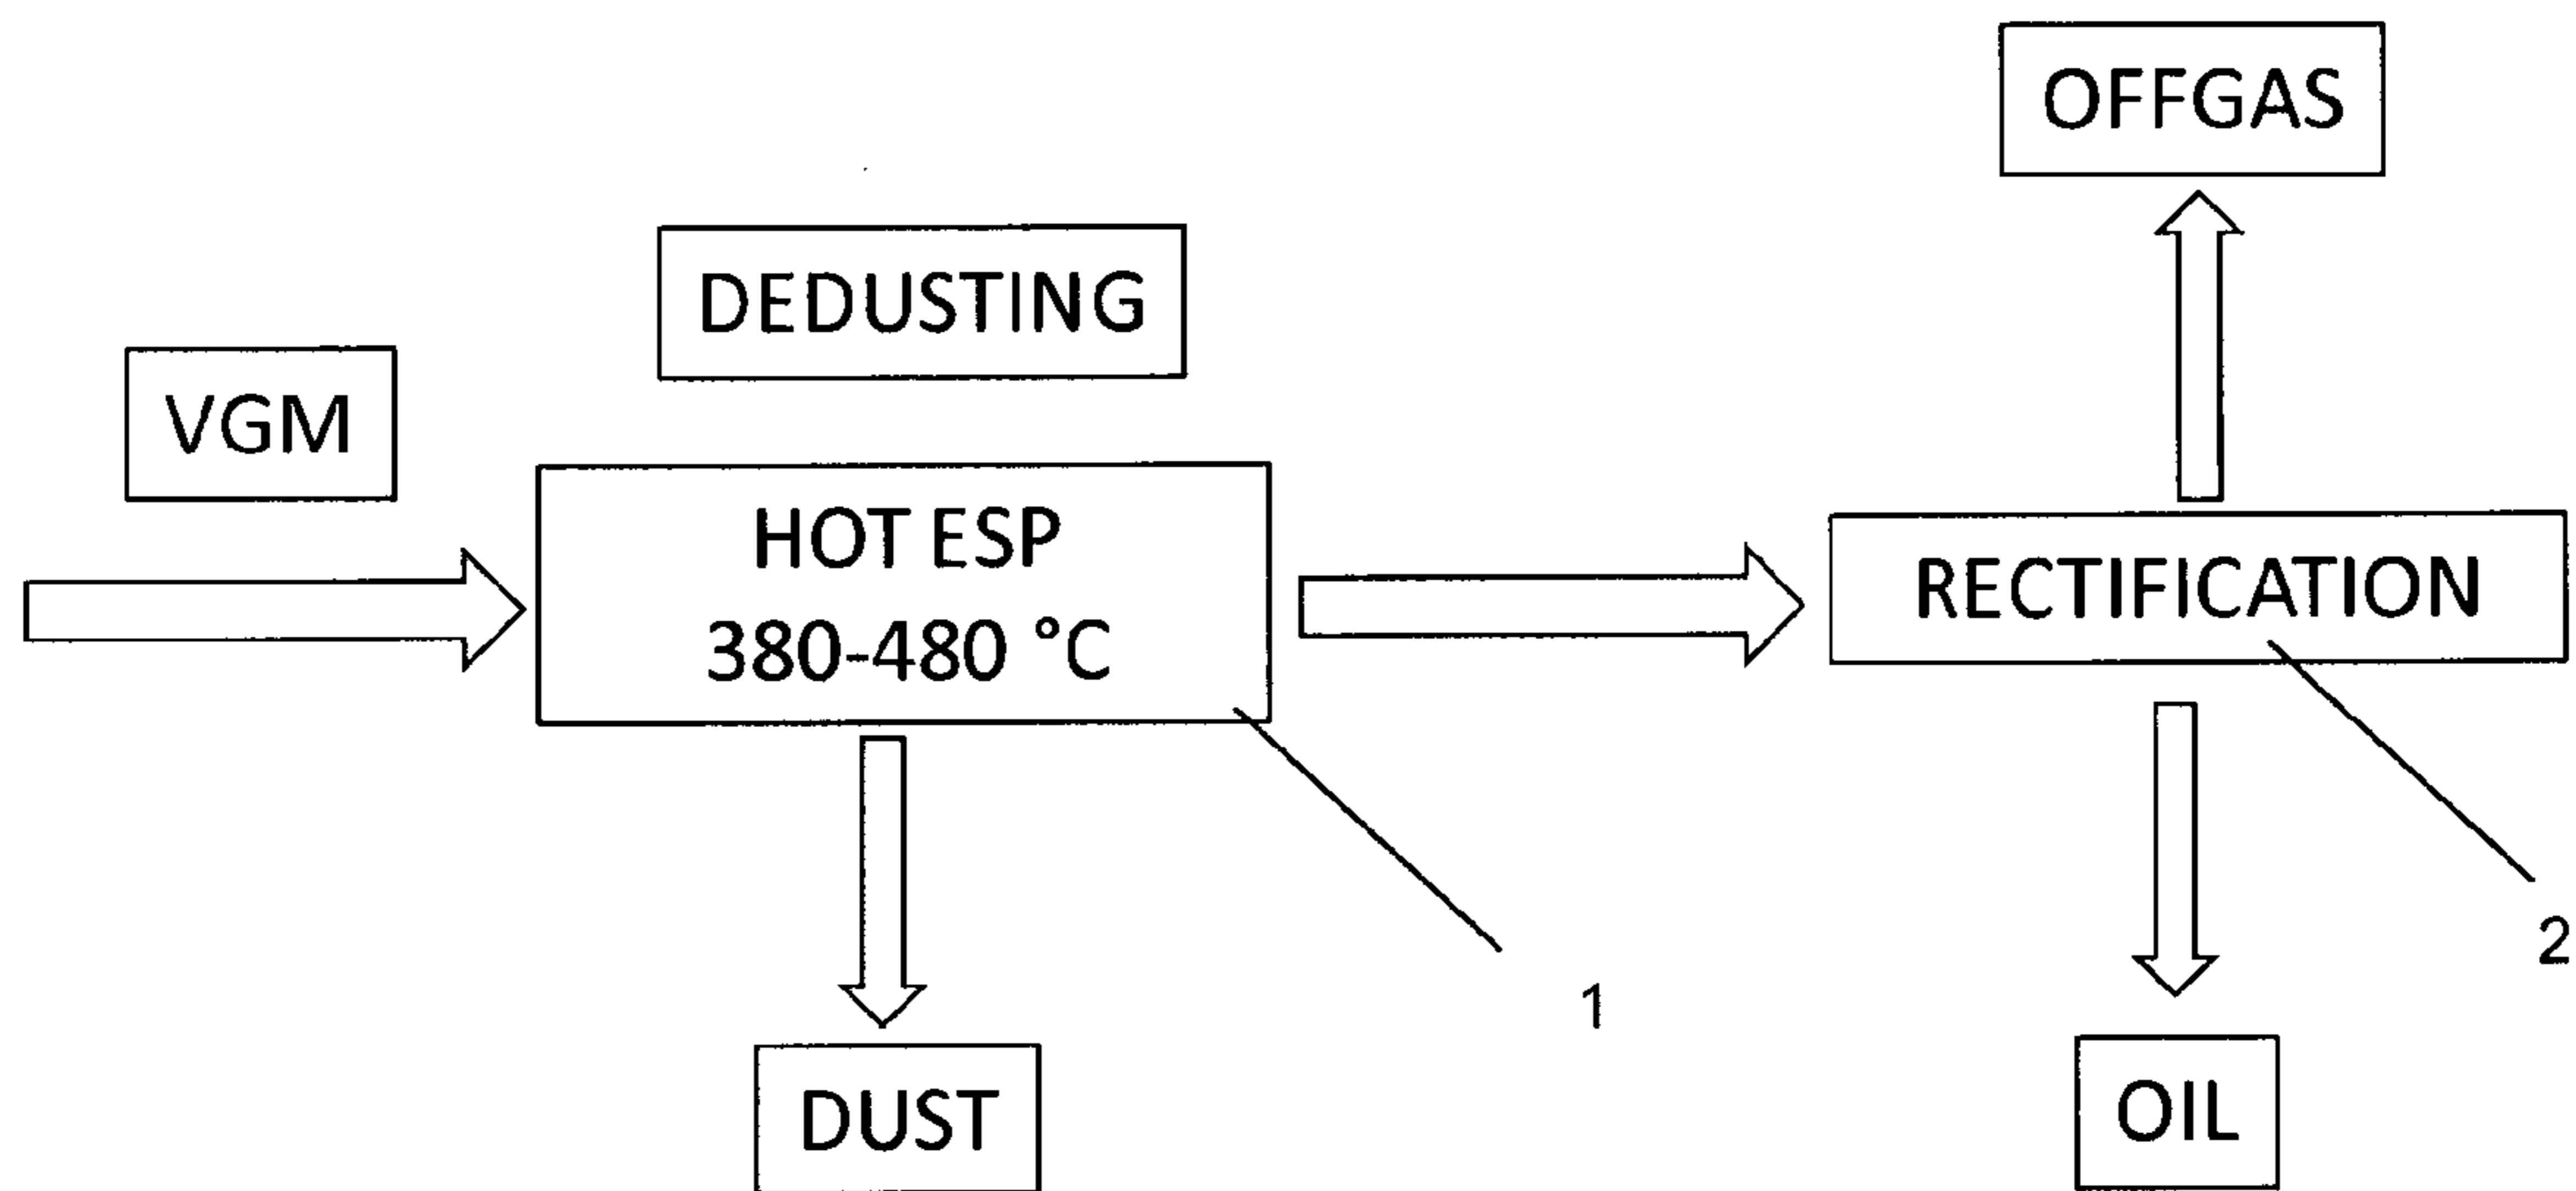 OFFGAS
DEDUSTING
VGM
HOT ESP
380-480 °C
RECTIFICATION
2
1
DUST
OIL